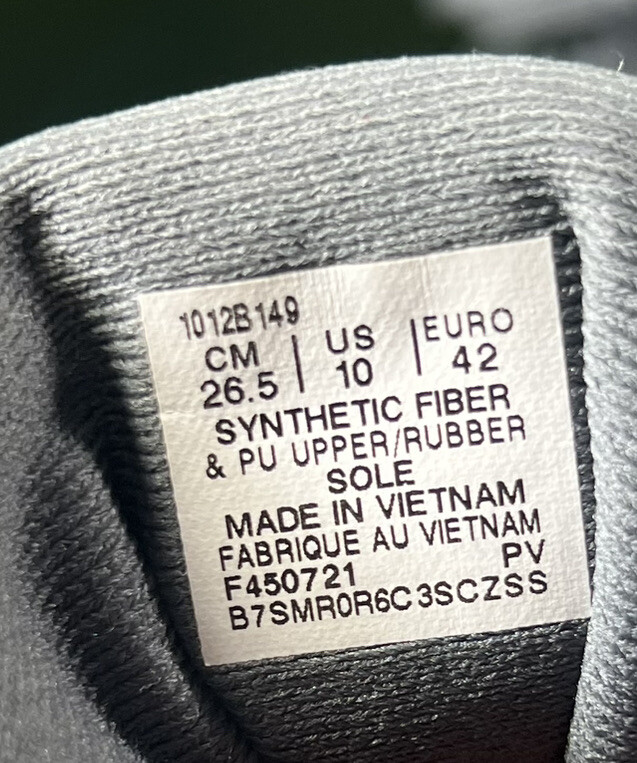 1012B149
CM | US | EURO
26.5 | 10 | 42
SYNTHETIC FIBER
& PU UPPER/RUBBER
SOLE
MADE IN VIETNAM
FABRIQUE AU VIETNAM
F450721 PV
B7SMR0R6C3SCZSS